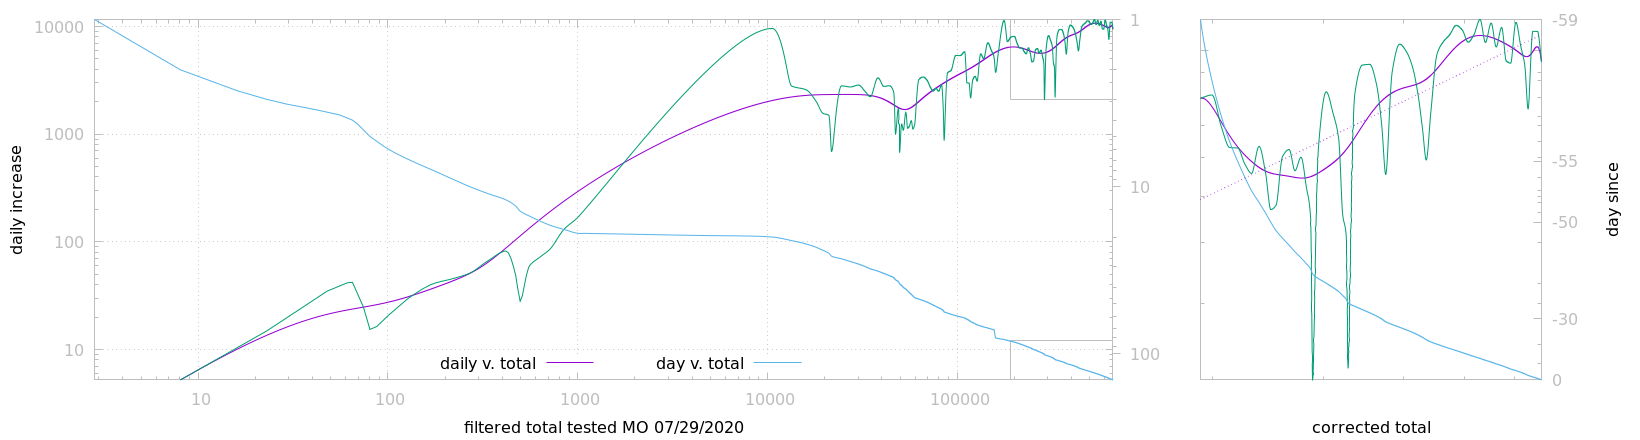 10000
1000
100
10
daily increase
10
100
1000
10000
100000
filtered total tested MO 07/29/2020
daily v. total
day v. total
1
10
100
-59
-55
-50
-30
0
day since
corrected total